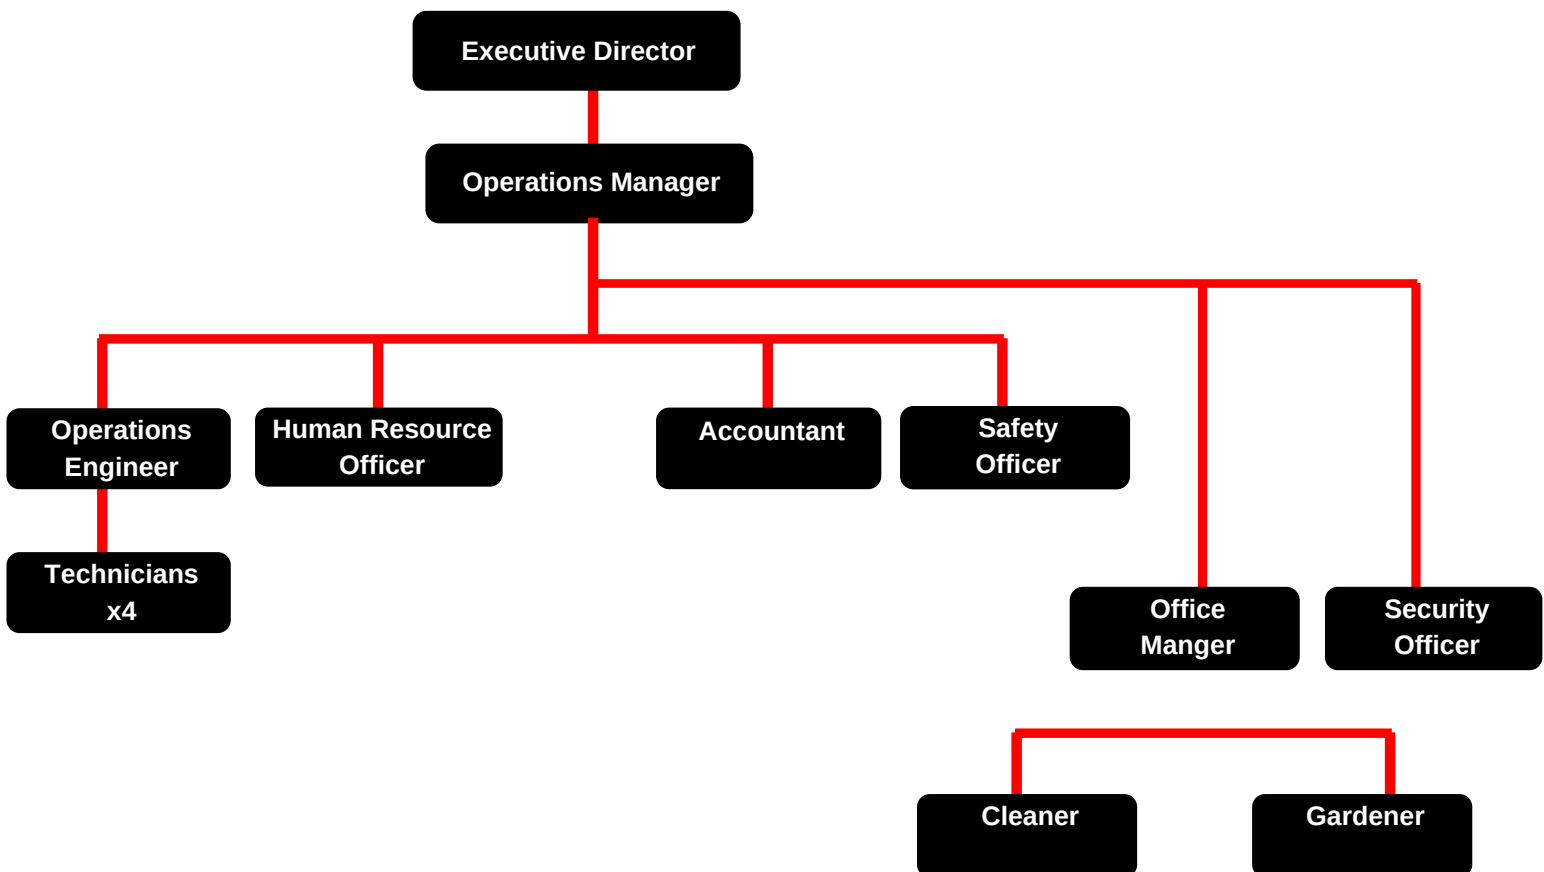 Executive Director
Operations Manager
Operations
Engineer
Human Resource
Officer
Accountant
Safety
Officer
Technicians
x4
Office
Manger
Security
Officer
Cleaner
Gardener